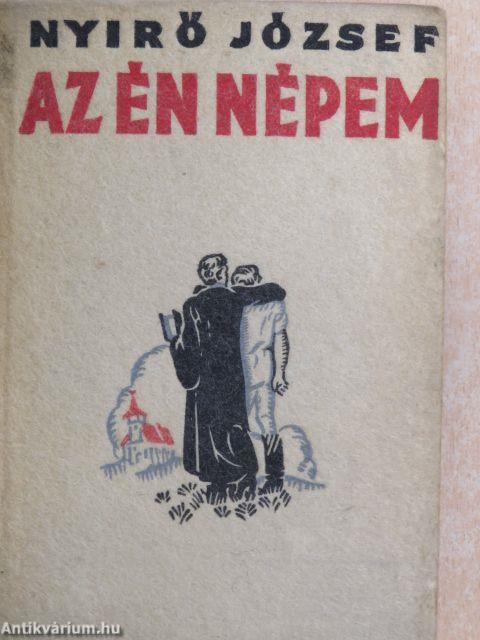 NYIRŐ JÓZSEF
AZ ÉN NÉPEM
Antikvárium.hu